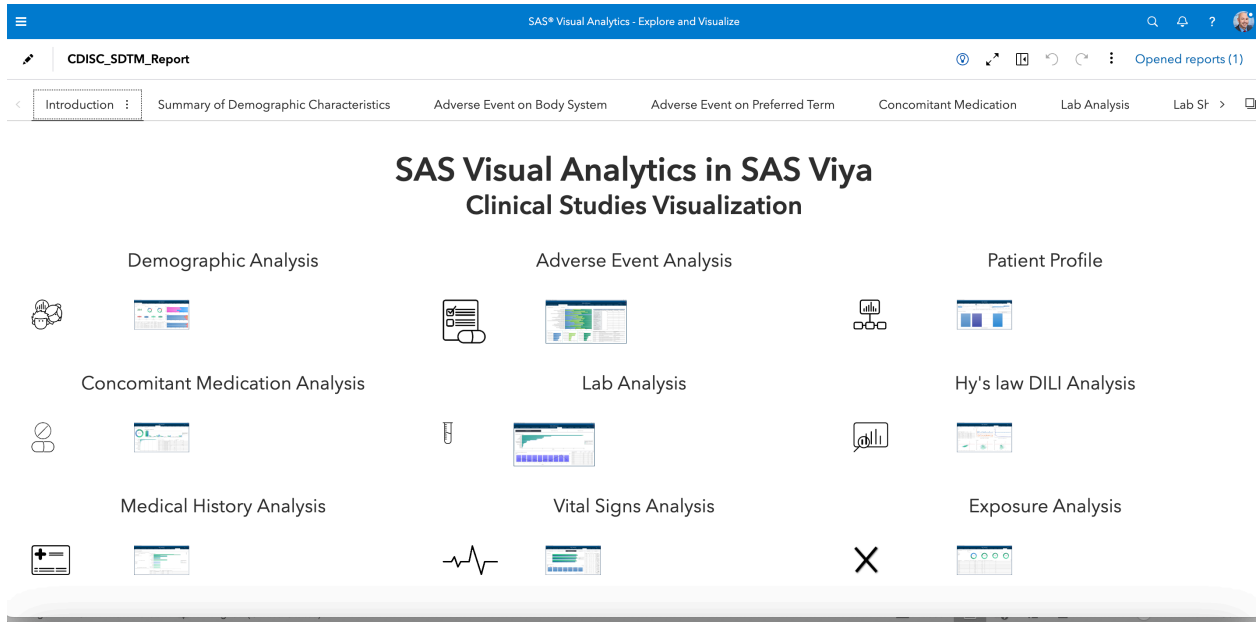 SAS® Visual Analytics - Explore and Visualize
CDISC_SDTM_Report
Opened reports (1)
Introduction Summary of Demographic Characteristics Adverse Event on Body System Adverse Event on Preferred Term Concomitant Medication Lab Analysis Lab
SAS Visual Analytics in SAS Viya
Clinical Studies Visualization
Demographic Analysis Adverse Event Analysis Patient Profile
Concomitant Medication Analysis Lab Analysis Hy's law DILI Analysis
Medical History Analysis Vital Signs Analysis Exposure Analysis